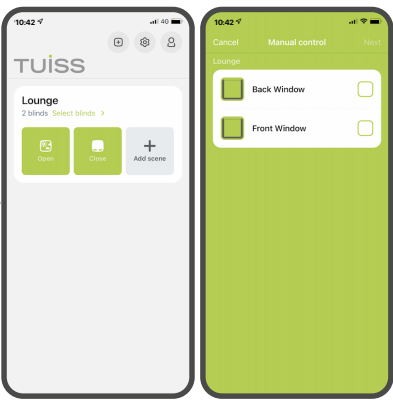 10:42
4G
TUISS
Lounge
2 blinds Select blinds >
Open
Close
Add scene
10:42
Cancel Manual control Next
Lounge
Back Window
Front Window